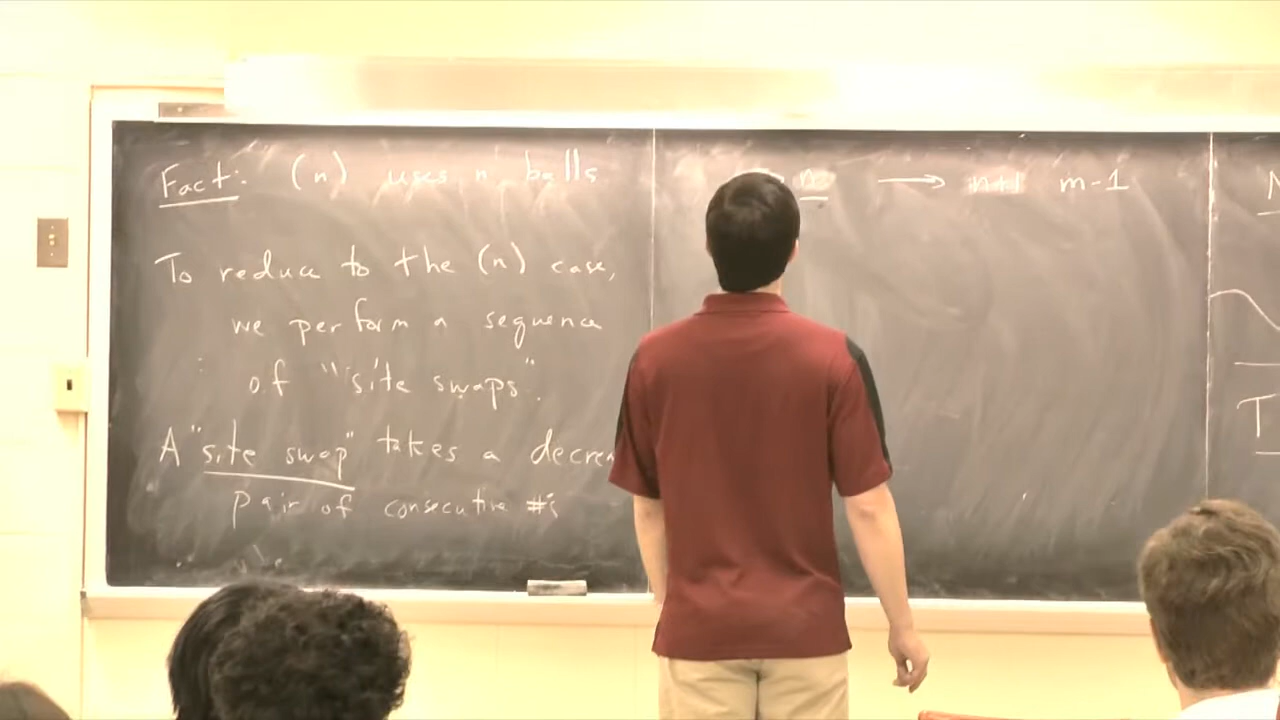 Fact: (n) uses n balls
To reduce to the (n) case,
we perform a sequence
of "site swaps".
A "site swap" takes a decrea
pair of consecutive #'s
n → n+1 m-1
N
T